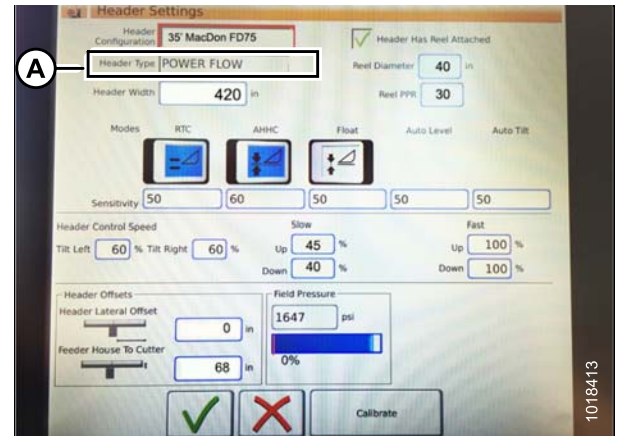 Header Settings
Header Configuration 35' MacDon FD75
Header Has Reel Attached
A
Header Type POWER FLOW
Reel Diameter 40 in
Header Width 420 in
Reel PPR 30
Modes RTC AHHC Float Auto Level Auto Tilt
Sensitivity 50 60 50 50 50
Header Control Speed Slow Fast
Tilt Left 60 % Tilt Right 60 % Up 45 % Up 100 %
Down 40 % Down 100 %
Header Offsets Field Pressure
Header Lateral Offset
0 in
1647 psi
Feeder House To Cutter
68 in
0%
Calibrate
1018413